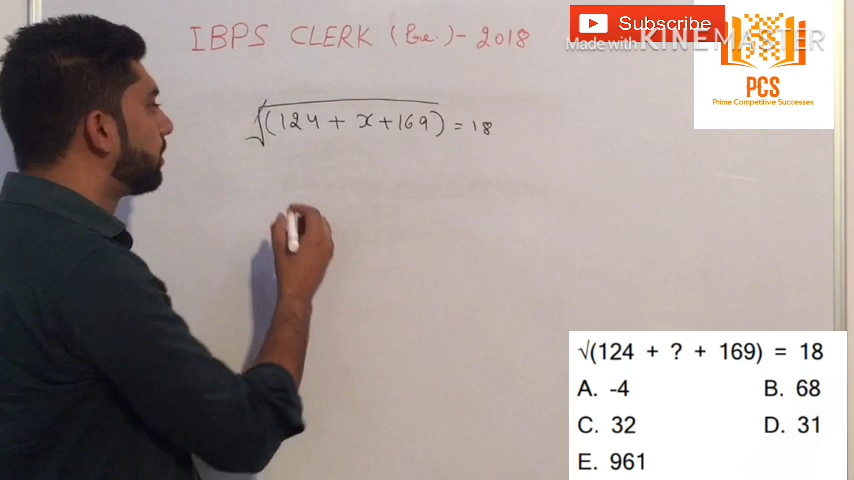 IBPS CLERK (Pre.) - 2018
Subscribe
Made with KINEMASTER
PCS
Prime Competitive Successes
√(124 + x + 169) = 18
√(124 + ? + 169) = 18
A. -4 B. 68
C. 32 D. 31
E. 961